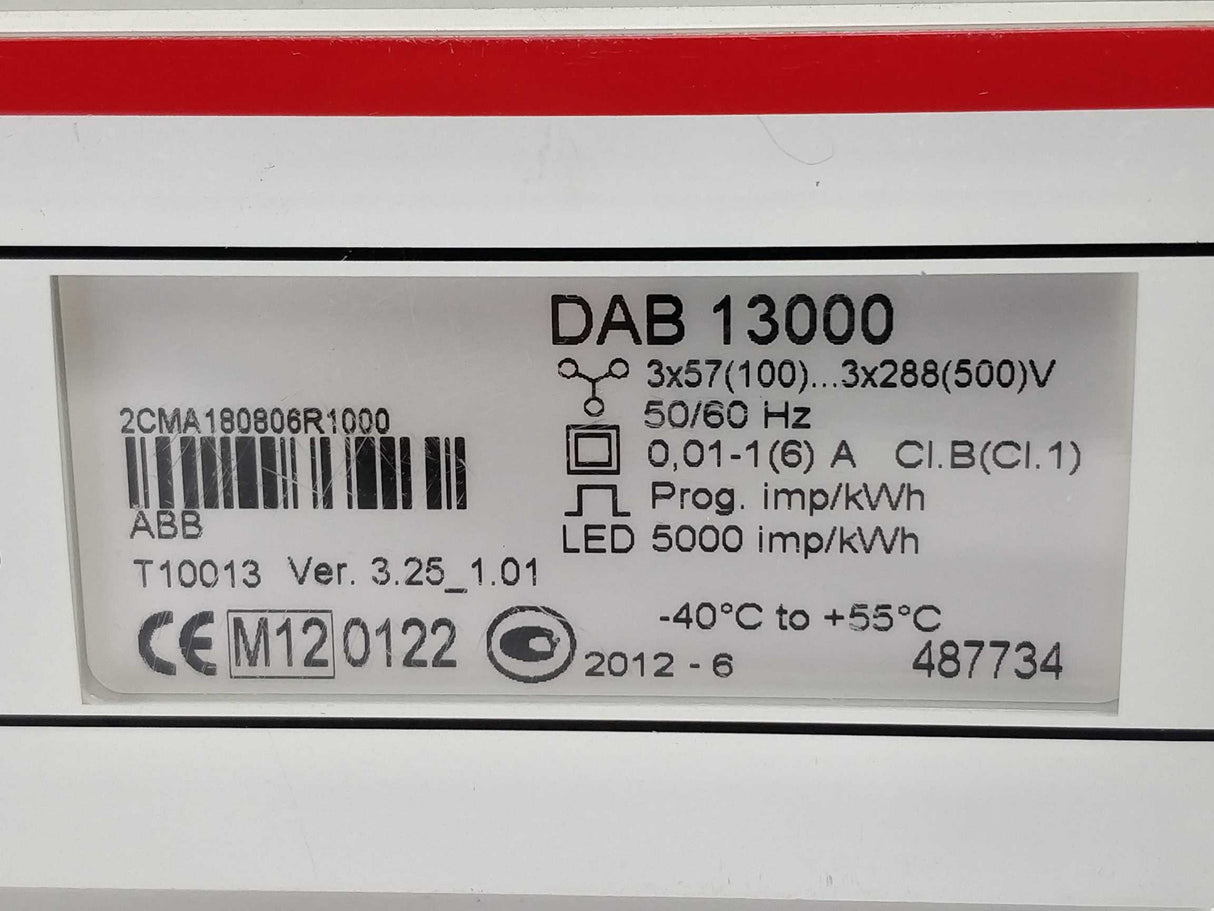 DAB 13000
3x57(100)...3x288(500)V
50/60 Hz
0,01-1(6) A Cl.B(Cl.1)
Prog. imp/kWh
LED 5000 imp/kWh
2CMA180806R1000
ABB
T10013 Ver. 3.25_1.01
-40°C to +55°C
CE M12 0122 2012 - 6 487734